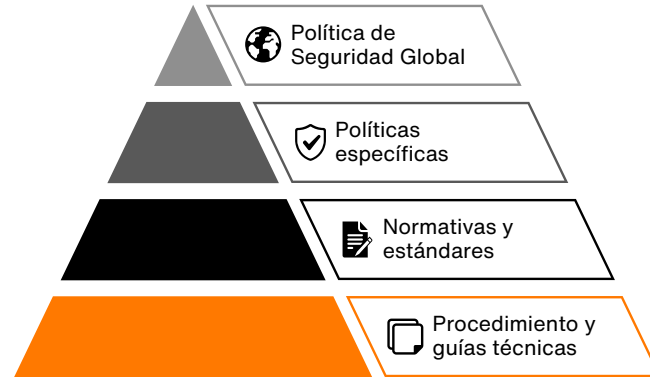 Política de
Seguridad Global
Políticas
específicas
Normativas y
estándares
Procedimiento y
guías técnicas